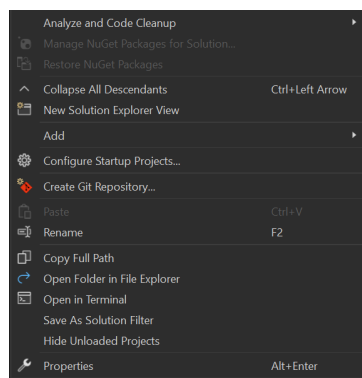 Analyze and Code Cleanup
Manage NuGet Packages for Solution...
Restore NuGet Packages
Collapse All Descendants Ctrl+Left Arrow
New Solution Explorer View
Add
Configure Startup Projects...
Create Git Repository...
Paste Ctrl+V
Rename F2
Copy Full Path
Open Folder in File Explorer
Open in Terminal
Save As Solution Filter
Hide Unloaded Projects
Properties Alt+Enter